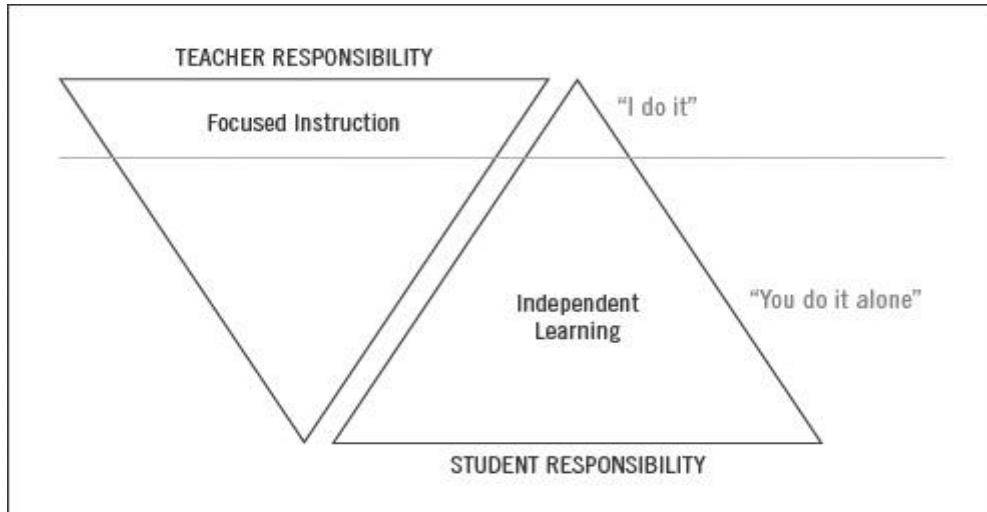 TEACHER RESPONSIBILITY
Focused Instruction
“I do it”
Independent
Learning
“You do it alone”
STUDENT RESPONSIBILITY